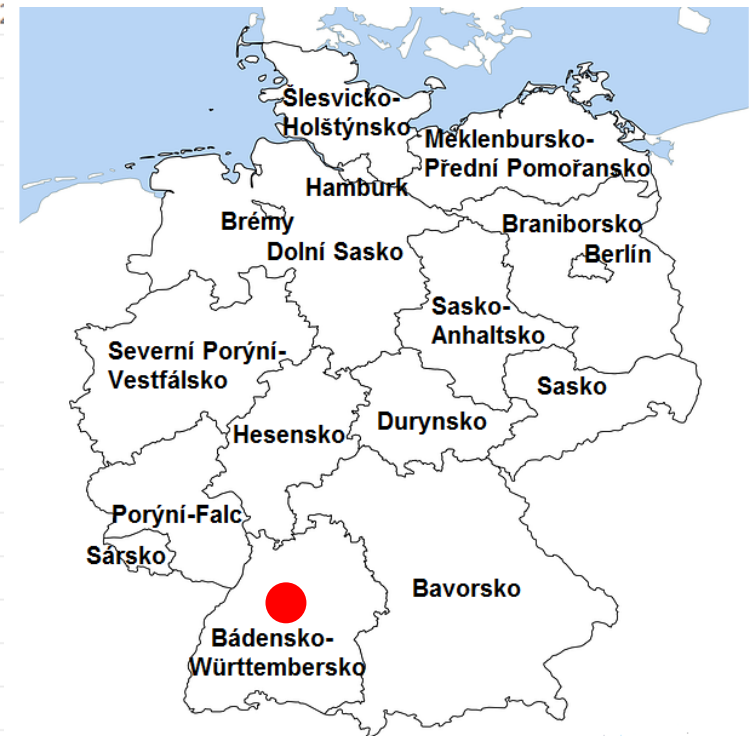 Šlesvicko-
Holštýnsko
Meklenbursko-
Přední Pomořansko
Hamburk
Brémy
Braniborsko
Dolní Sasko
Berlín
Sasko-
Anhaltsko
Severní Porýní-
Vestfálsko
Sasko
Durynsko
Hesensko
Porýní-Falc
Sársko
Bavorsko
Bádensko-
Württembersko